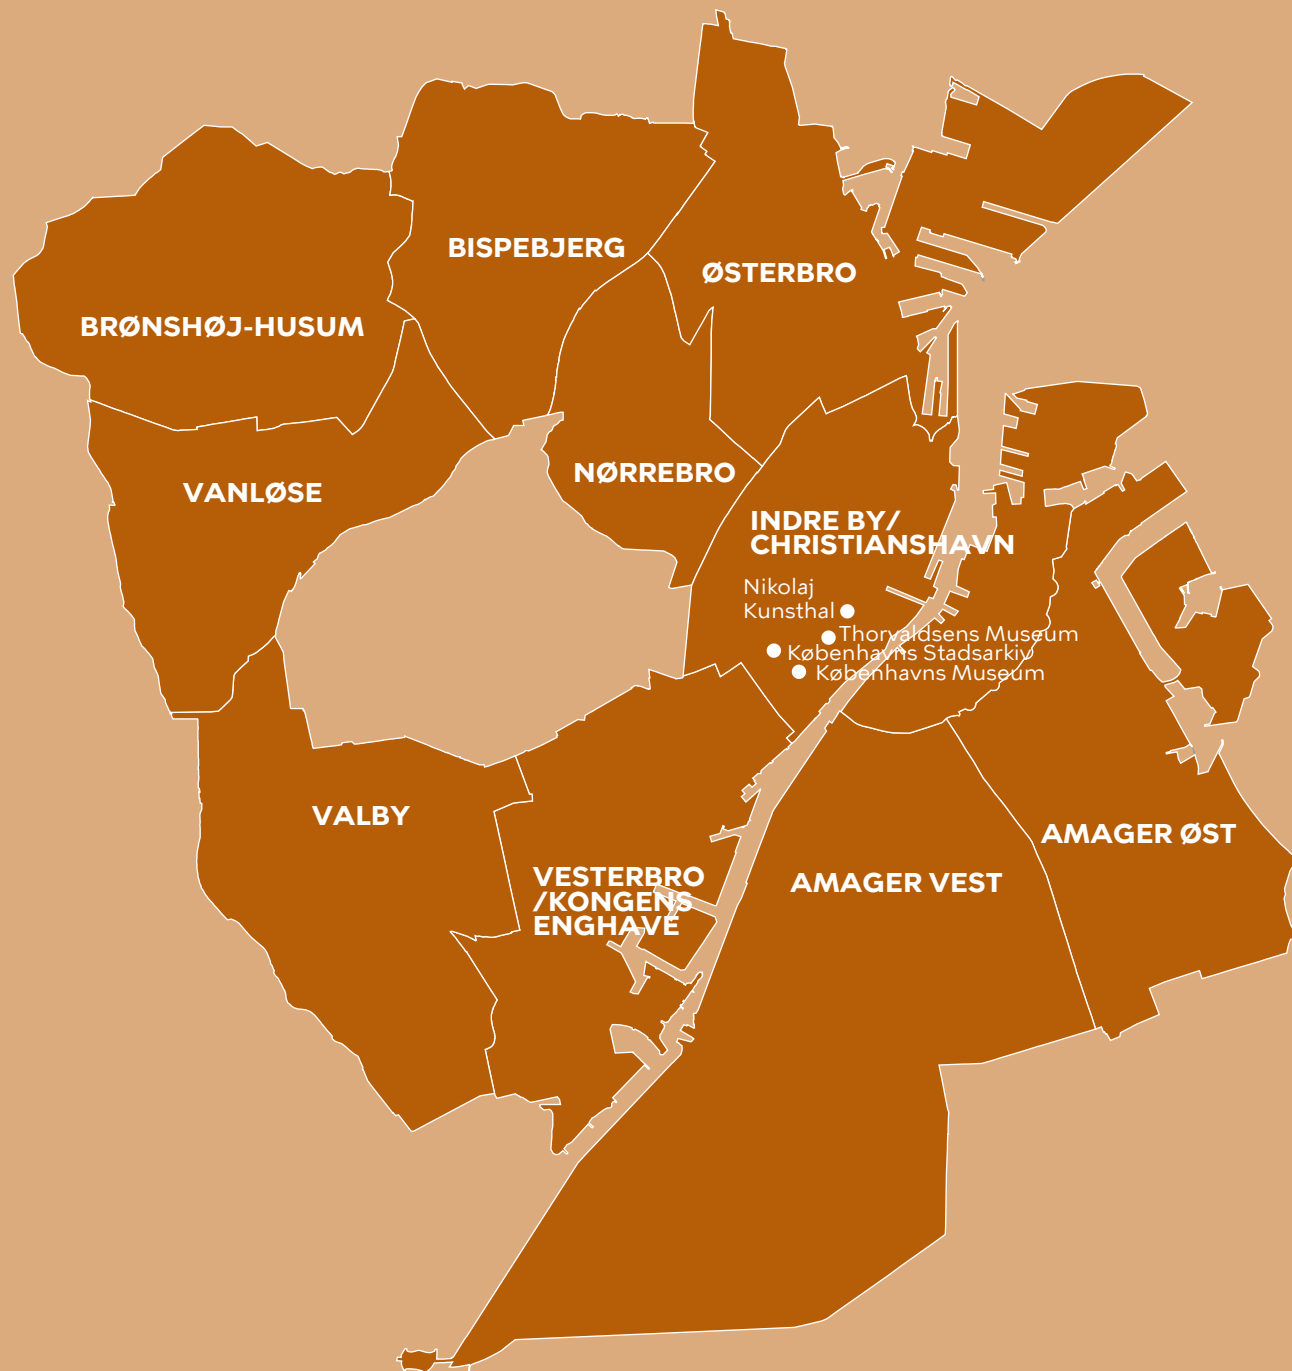 BISPEBJERG
ØSTERBRO
BRØNSHØJ-HUSUM
NØRREBRO
VANLØSE
INDRE BY/
CHRISTIANSHAVN
Nikolaj
Kunsthal
Thorvaldsens Museum
Københavns Stadsarkiv
Københavns Museum
VALBY
AMAGER ØST
VESTERBRO
/KONGENS
ENGHAVE
AMAGER VEST